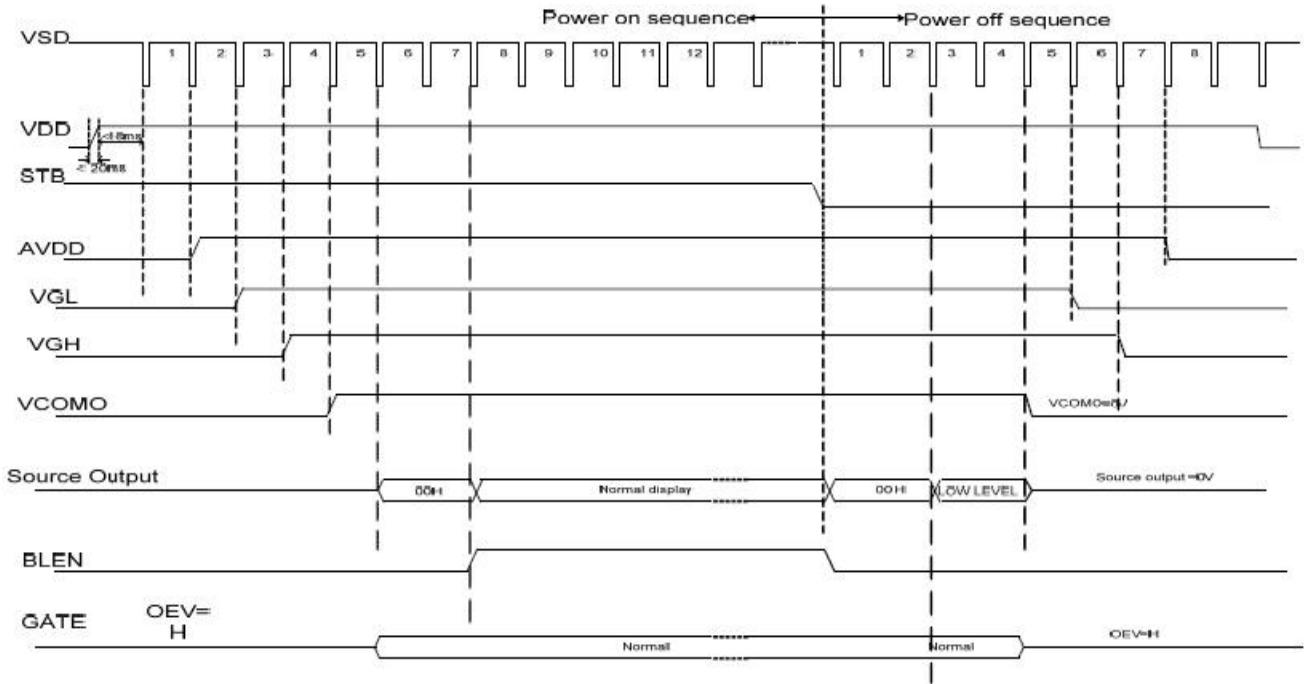 Power on sequence Power off sequence
VSD 1 2 3 4 5 6 7 8 9 10 11 12 1 2 3 4 5 6 7 8
VDD
≤ 20ms
STB
AVDD
VGL
VGH
VCOMO
Source Output 00H Normal display 00H LOW LEVEL Source output=0V
BLEN
GATE OEV=
H
Normal Normal OEV=H